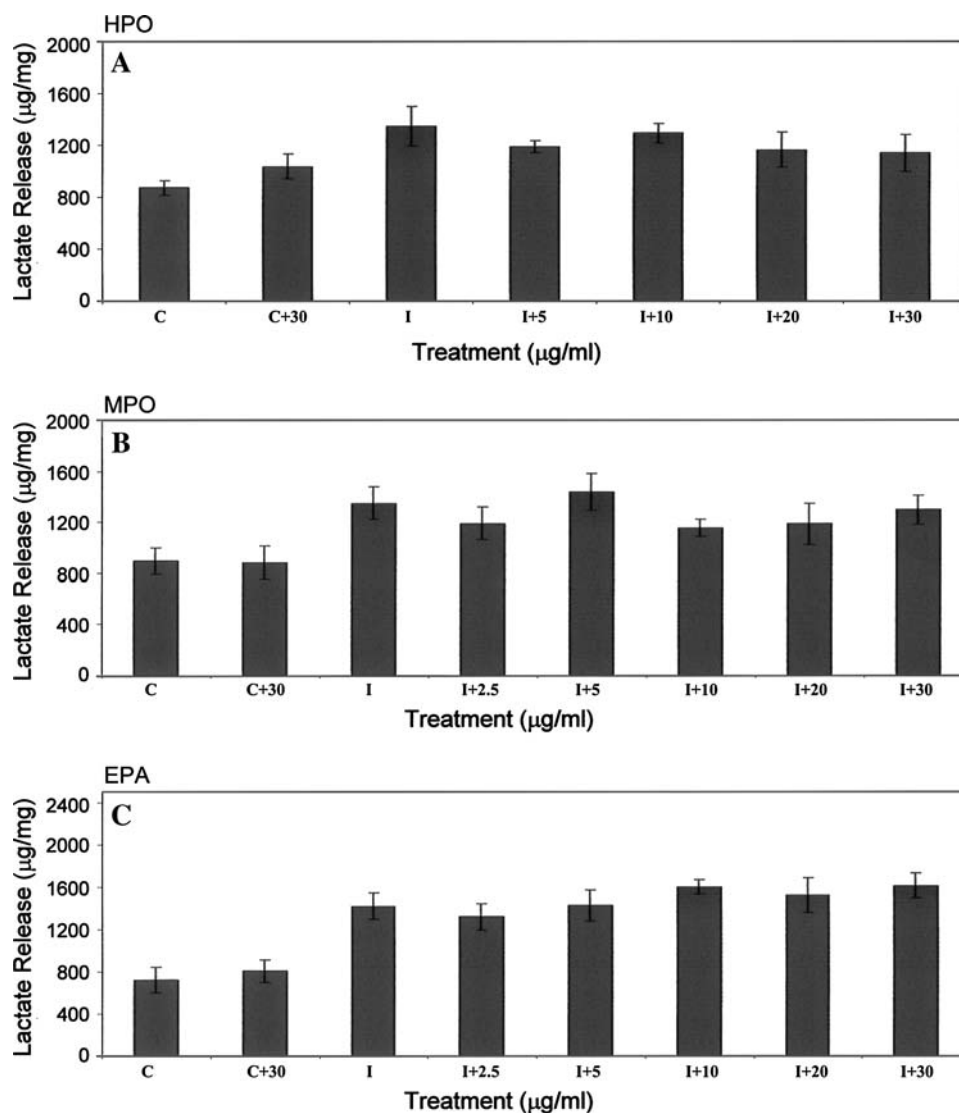 HPO
A
Lactate Release (μg/mg)
2000
1600
1200
800
400
0
C C+30 I I+5 I+10 I+20 I+30
Treatment (μg/ml)
MPO
B
Lactate Release (μg/mg)
2000
1600
1200
800
400
0
C C+30 I I+2.5 I+5 I+10 I+20 I+30
Treatment (μg/ml)
EPA
C
Lactate Release (μg/mg)
2400
2000
1600
1200
800
400
0
C C+30 I I+2.5 I+5 I+10 I+20 I+30
Treatment (μg/ml)